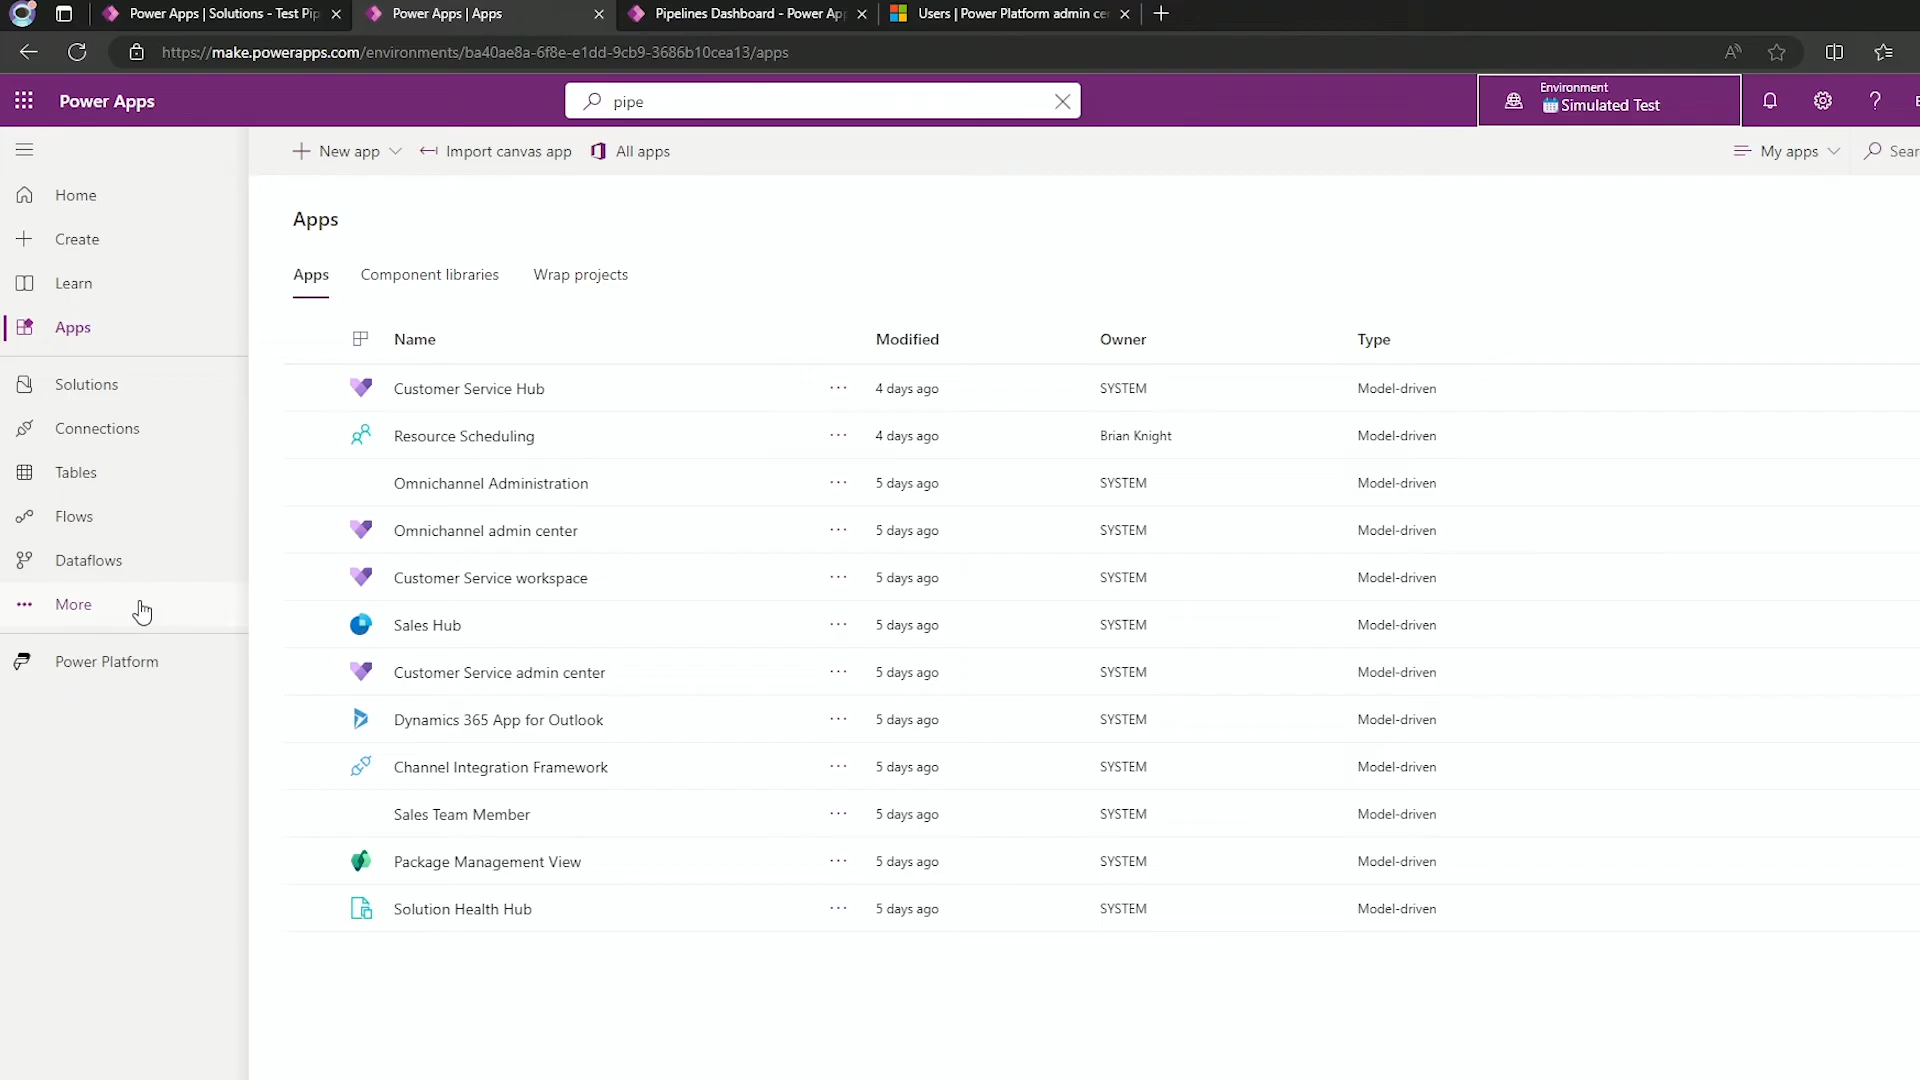 Power Apps | Solutions - Test Pip
Power Apps | Apps
Pipelines Dashboard - Power Ap
Users | Power Platform admin ce
https://make.powerapps.com/environments/ba40ae8a-6f8e-e1dd-9cb9-3686b10cea13/apps
Power Apps
pipe
Environment
Simulated Test
New app
Import canvas app
All apps
My apps
Sear
Home
Create
Learn
Apps
Solutions
Connections
Tables
Flows
Dataflows
More
Power Platform
Apps
Apps Component libraries Wrap projects
Name Modified Owner Type
Customer Service Hub ... 4 days ago SYSTEM Model-driven
Resource Scheduling ... 4 days ago Brian Knight Model-driven
Omnichannel Administration ... 5 days ago SYSTEM Model-driven
Omnichannel admin center ... 5 days ago SYSTEM Model-driven
Customer Service workspace ... 5 days ago SYSTEM Model-driven
Sales Hub ... 5 days ago SYSTEM Model-driven
Customer Service admin center ... 5 days ago SYSTEM Model-driven
Dynamics 365 App for Outlook ... 5 days ago SYSTEM Model-driven
Channel Integration Framework ... 5 days ago SYSTEM Model-driven
Sales Team Member ... 5 days ago SYSTEM Model-driven
Package Management View ... 5 days ago SYSTEM Model-driven
Solution Health Hub ... 5 days ago SYSTEM Model-driven